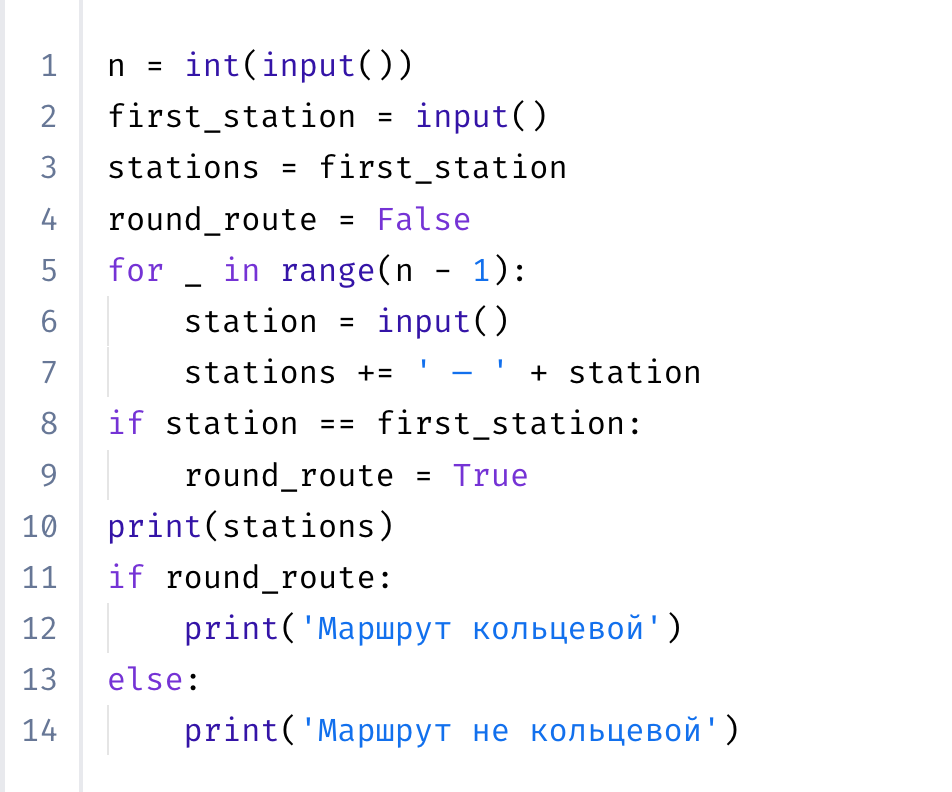 1 n = int(input())
2 first_station = input()
3 stations = first_station
4 round_route = False
5 for _ in range(n - 1):
6     station = input()
7     stations += ' — ' + station
8 if station == first_station:
9     round_route = True
10 print(stations)
11 if round_route:
12     print('Маршрут кольцевой')
13 else:
14     print('Маршрут не кольцевой')